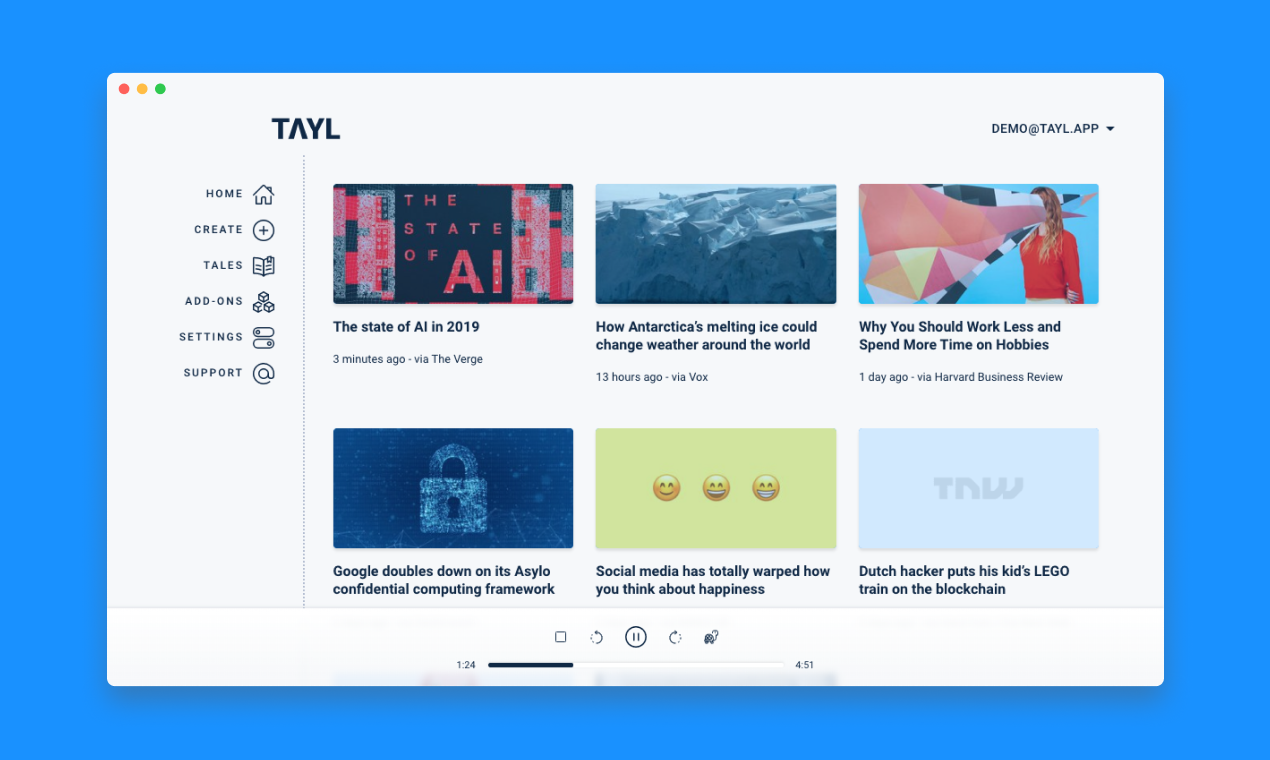 TAYL
DEMO@TAYL.APP
HOME
CREATE
TALES
ADD-ONS
SETTINGS
SUPPORT
THE
STATE
OF AI
The state of AI in 2019
3 minutes ago - via The Verge
How Antarctica’s melting ice could
change weather around the world
13 hours ago - via Vox
Why You Should Work Less and
Spend More Time on Hobbies
1 day ago - via Harvard Business Review
Google doubles down on its Asylo
confidential computing framework
Social media has totally warped how
you think about happiness
TNW
Dutch hacker puts his kid’s LEGO
train on the blockchain
1:24
4:51